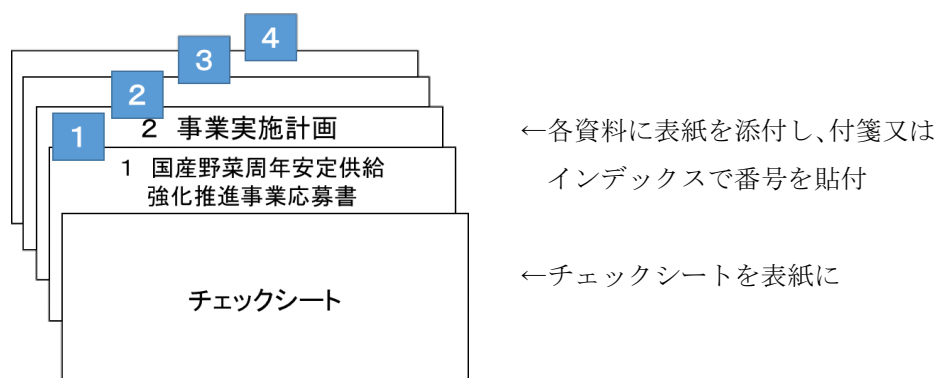 4
3
2
1
2 事業実施計画
1 国産野菜周年安定供給
強化推進事業応募書
チェックシート
←各資料に表紙を添付し、付箋又は
インデックスで番号を貼付
←チェックシートを表紙に